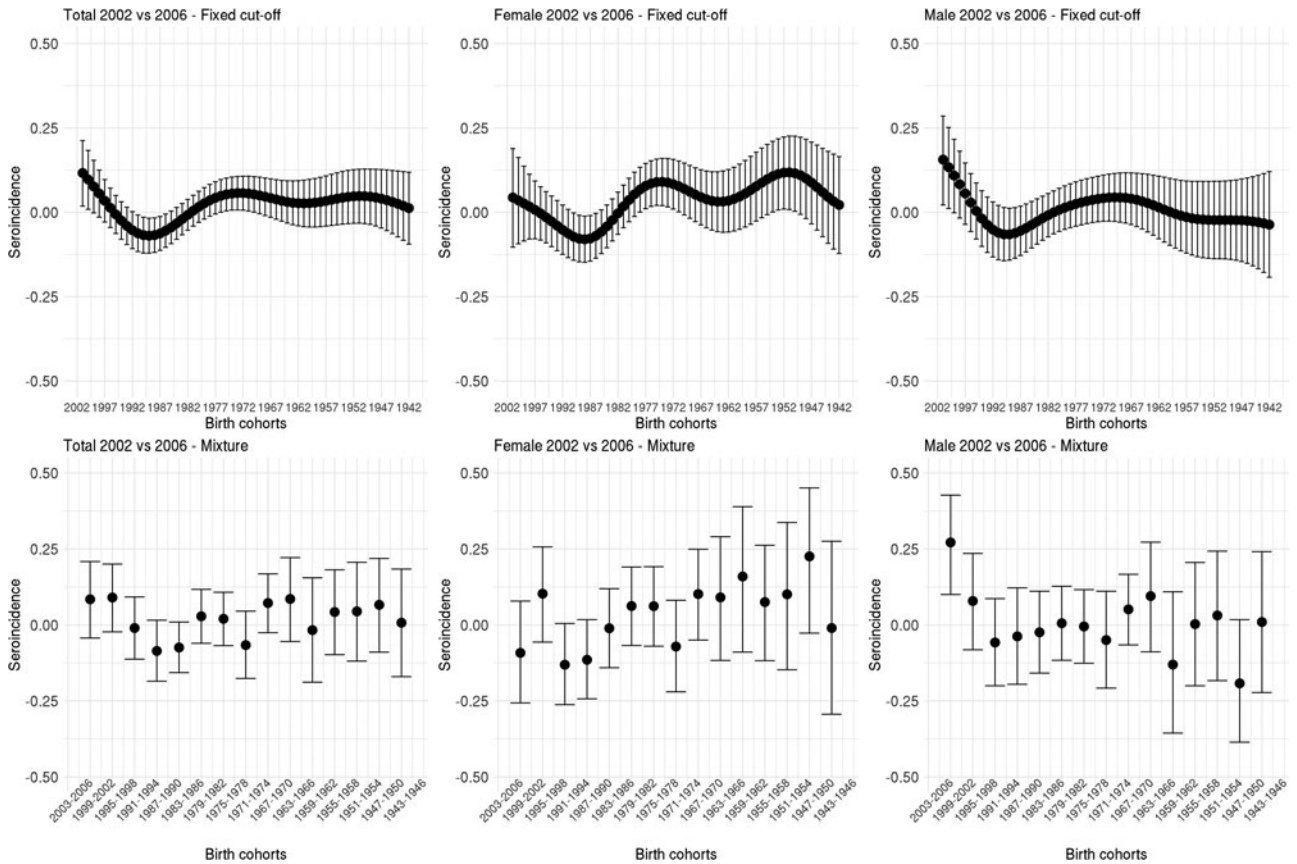 Total 2002 vs 2006 - Fixed cut-off
0.50
0.25
0.00
-0.25
-0.50
Seroincidence
2002 1997 1992 1987 1982 1977 1972 1967 1962 1957 1952 1947 1942
Birth cohorts
Female 2002 vs 2006 - Fixed cut-off
0.50
0.25
0.00
-0.25
-0.50
Seroincidence
2002 1997 1992 1987 1982 1977 1972 1967 1962 1957 1952 1947 1942
Birth cohorts
Male 2002 vs 2006 - Fixed cut-off
0.50
0.25
0.00
-0.25
-0.50
Seroincidence
2002 1997 1992 1987 1982 1977 1972 1967 1962 1957 1952 1947 1942
Birth cohorts
Total 2002 vs 2006 - Mixture
0.50
0.25
0.00
-0.25
-0.50
Seroincidence
2003-2006 1999-2002 1995-1998 1991-1994 1987-1990 1983-1986 1979-1982 1975-1978 1971-1974 1967-1970 1963-1966 1959-1962 1955-1958 1951-1954 1947-1950 1943-1946
Birth cohorts
Female 2002 vs 2006 - Mixture
0.50
0.25
0.00
-0.25
-0.50
Seroincidence
2003-2006 1999-2002 1995-1998 1991-1994 1987-1990 1983-1986 1979-1982 1975-1978 1971-1974 1967-1970 1963-1966 1959-1962 1955-1958 1951-1954 1947-1950 1943-1946
Birth cohorts
Male 2002 vs 2006 - Mixture
0.50
0.25
0.00
-0.25
-0.50
Seroincidence
2003-2006 1999-2002 1995-1998 1991-1994 1987-1990 1983-1986 1979-1982 1975-1978 1971-1974 1967-1970 1963-1966 1959-1962 1955-1958 1951-1954 1947-1950 1943-1946
Birth cohorts